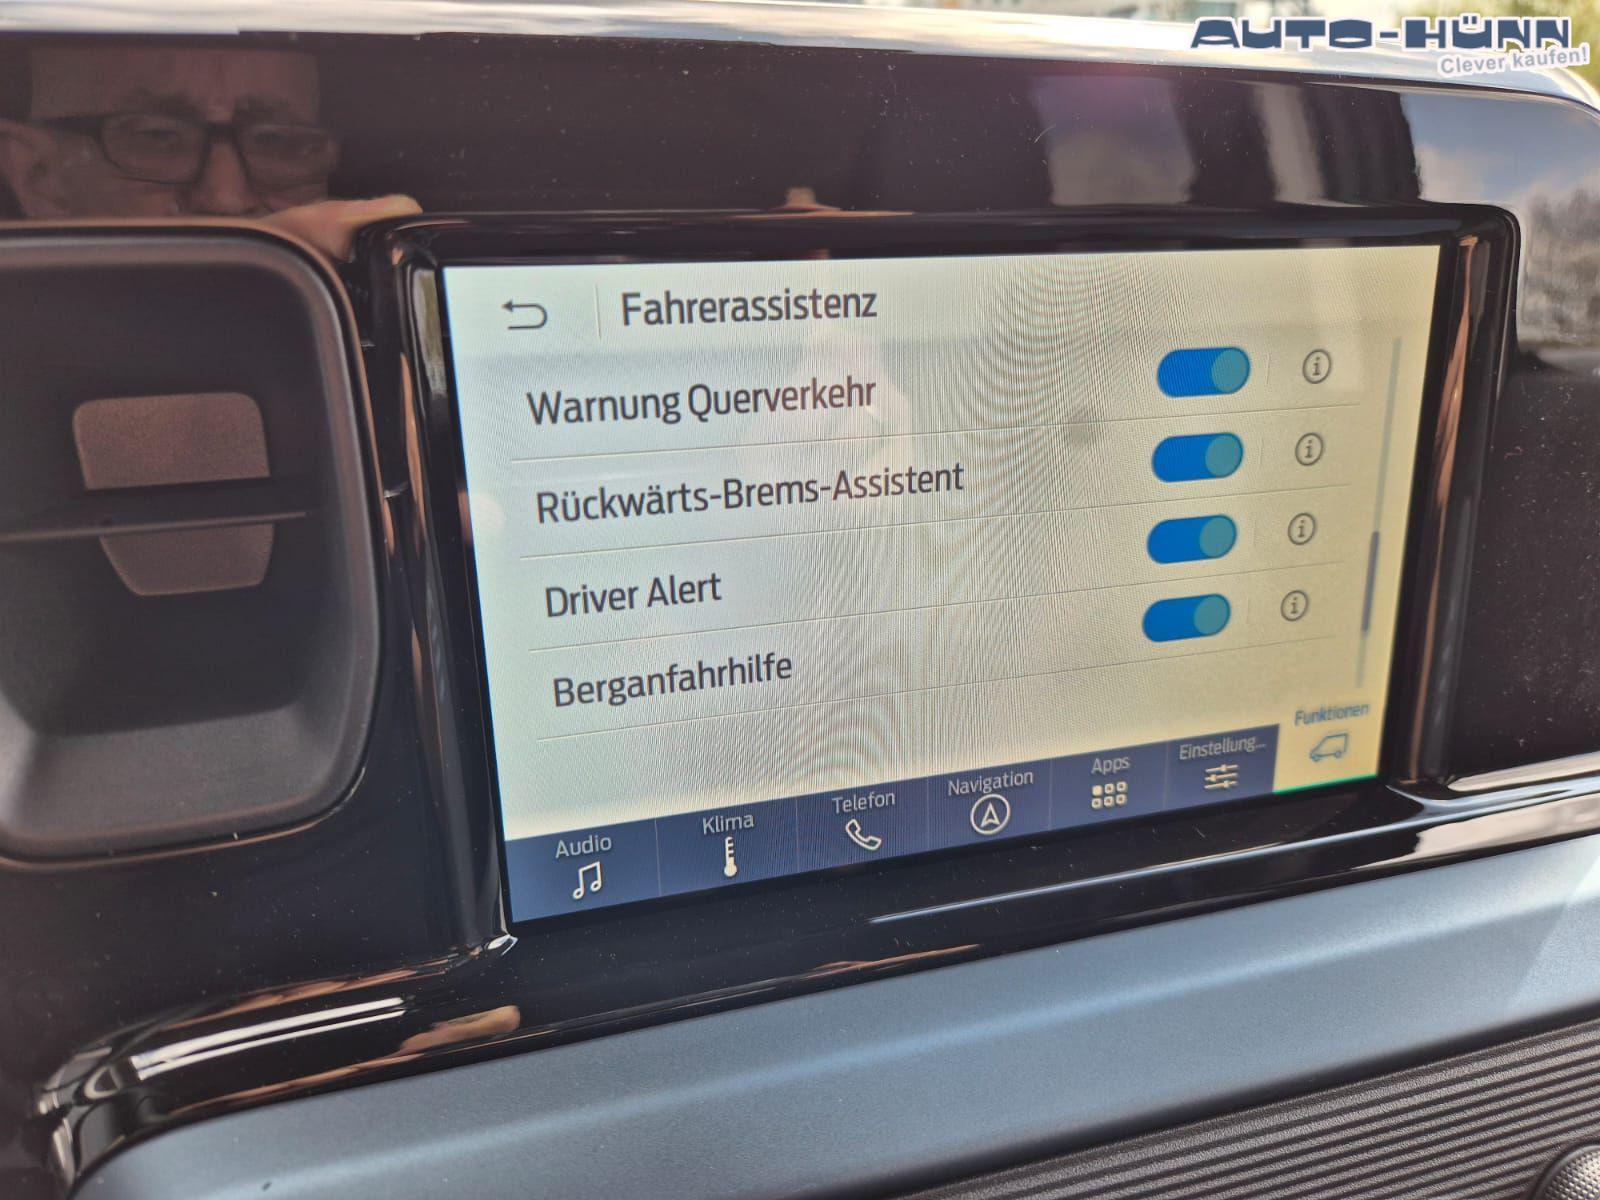 AUTO-HÜNN
Clever kaufen!
Fahrerassistenz
Warnung Querverkehr
Rückwärts-Brems-Assistent
Driver Alert
Berganfahrhilfe
Audio
Klima
Telefon
Navigation
Apps
Einstellung...
Funktionen